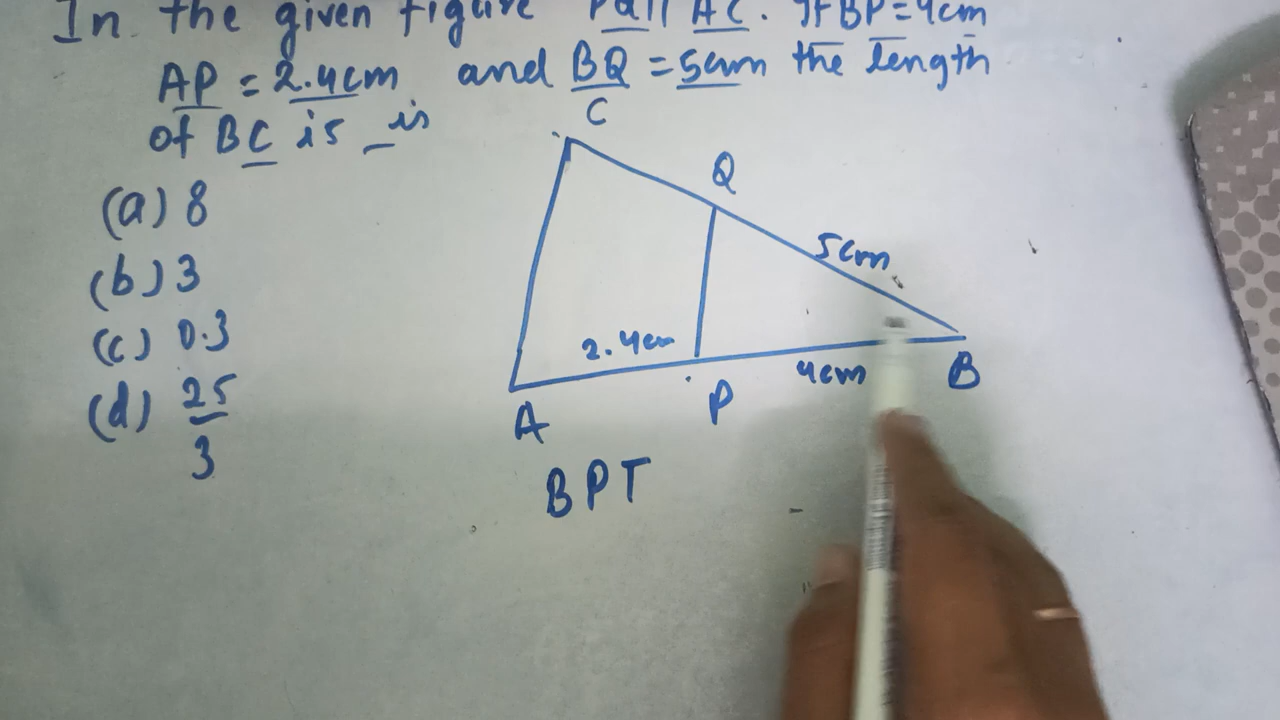 In the given figure PQ || AC. If BP = 4cm
AP = 2.4cm and BQ = 5cm the length
of BC is _ is
(a) 8
(b) 3
(c) 0.3
(d) 25/3
C
Q
5cm
2.4cm
4cm
A
P
B
BPT